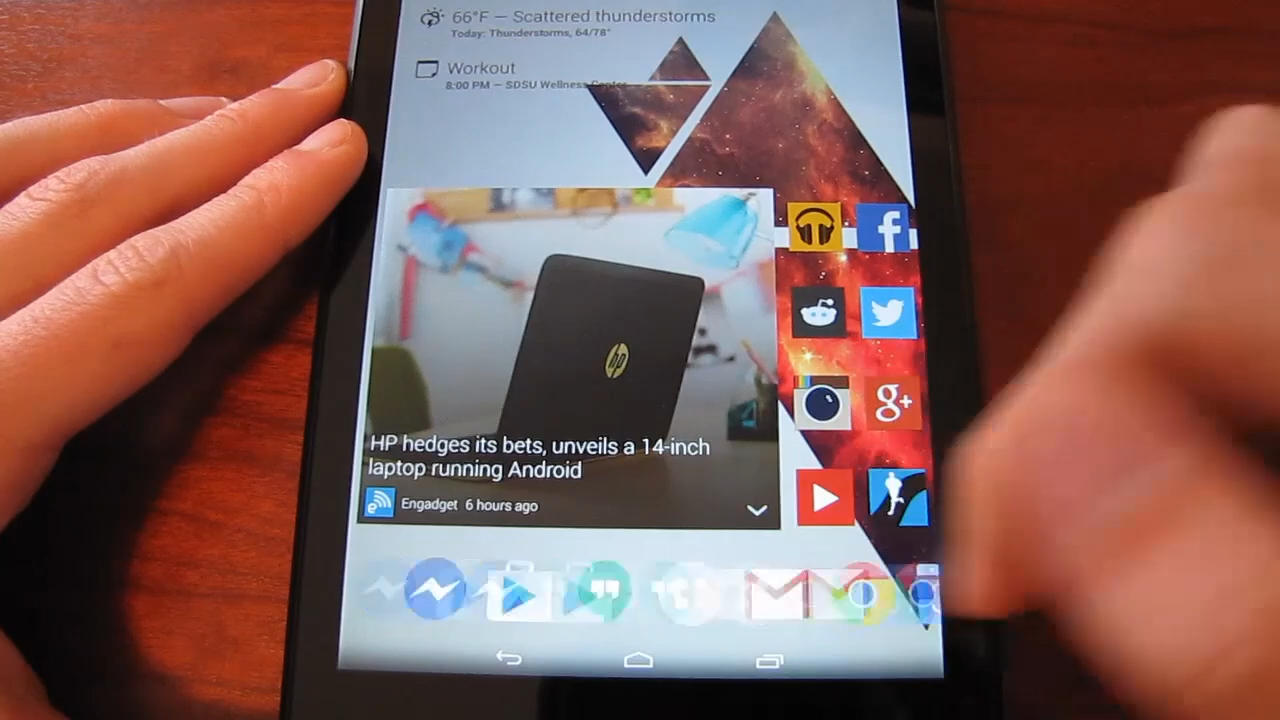 66°F — Scattered thunderstorms
Today: Thunderstorms, 64/78°
Workout
8:00 PM — SDSU Wellness Center
hp
f
g+
HP hedges its bets, unveils a 14-inch
laptop running Android
e
Engadget 6 hours ago